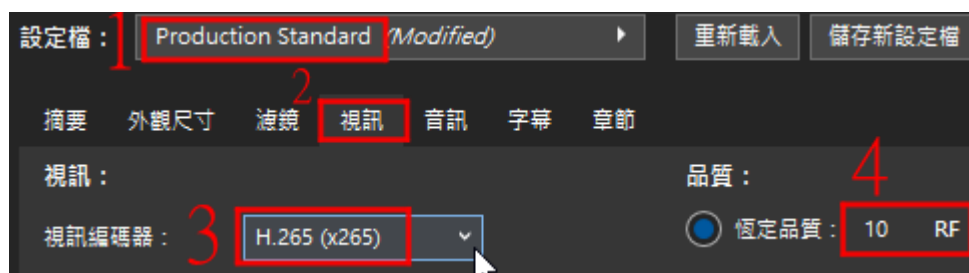 設定檔： 1 Production Standard (Modified) 重新載入 儲存新設定檔
2
摘要 外觀尺寸 濾鏡 視訊 音訊 字幕 章節
視訊： 品質： 4
視訊編碼器： 3 H.265 (x265) 恆定品質： 10 RF